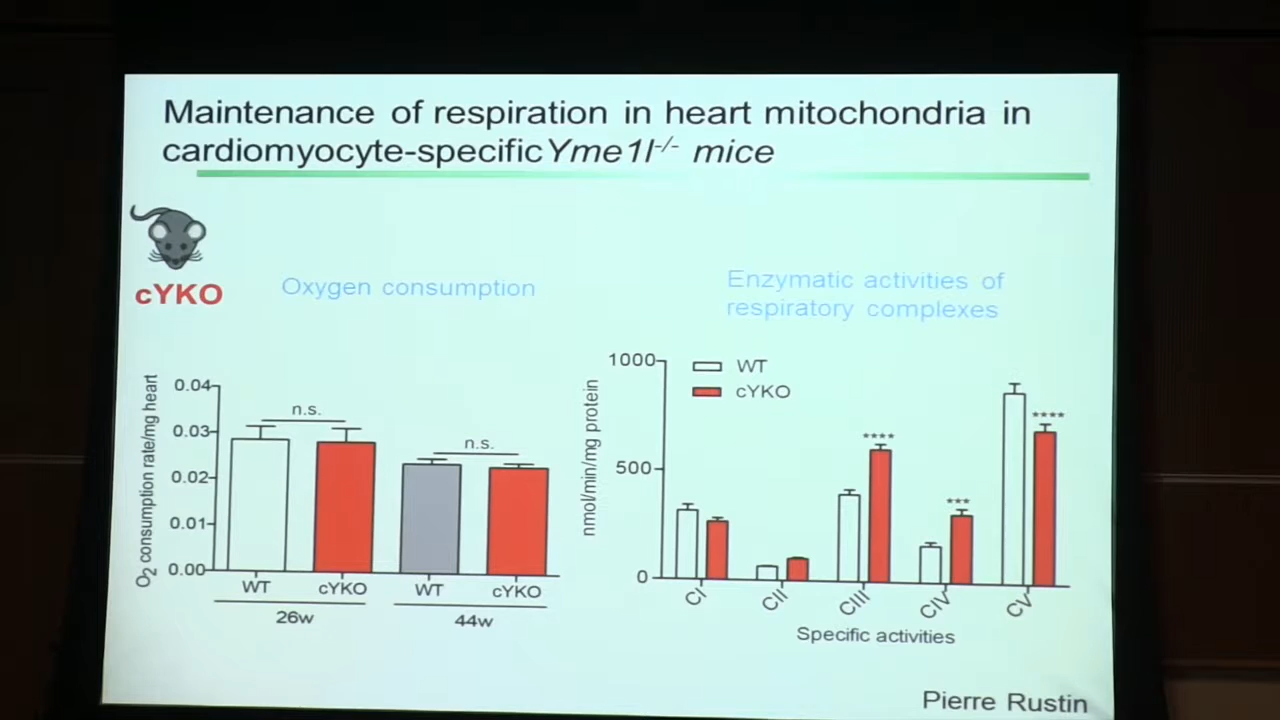 Maintenance of respiration in heart mitochondria in
cardiomyocyte-specific Yme1l-/- mice
cYKO
Oxygen consumption
O2 consumption rate/mg heart
0.04
0.03
0.02
0.01
0.00
n.s.
n.s.
WT
cYKO
WT
cYKO
26w
44w
Enzymatic activities of
respiratory complexes
nmol/min/mg protein
1000
500
0
WT
cYKO
****
***
****
CI
CII
CIII
CIV
CV
Specific activities
Pierre Rustin